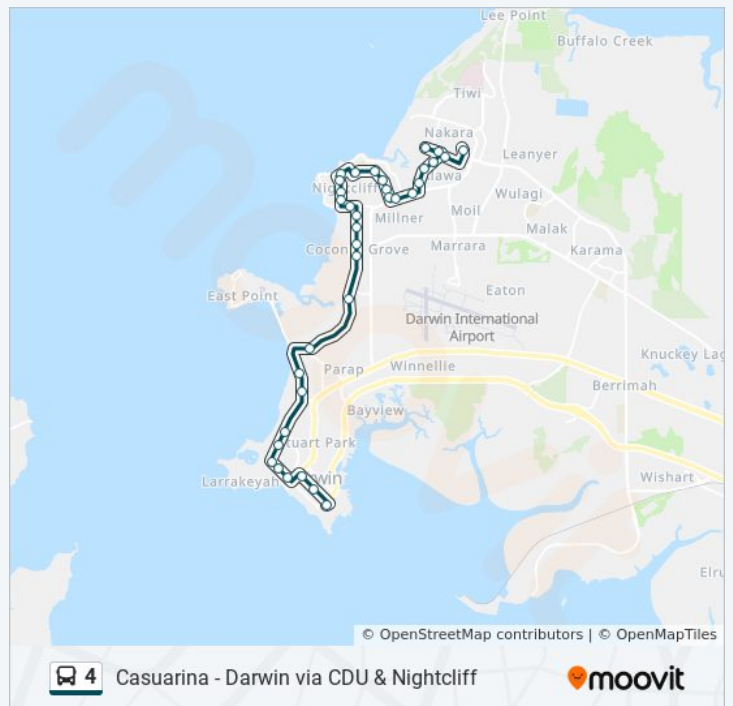 Lee Point
Buffalo Creek
Tiwi
Nakara
Leanyer
lawa
Wulagi
Nightcliff
Millner
Moil
Malak
Coconut Grove
Marrara
Karama
East Point
Eaton
Darwin International
Airport
Knuckey Lag
Parap
Winnellie
Berrimah
Bayview
Stuart Park
Larrakeyah
Darwin
Wishart
Elru
© OpenStreetMap contributors | © OpenMapTiles
4 Casuarina - Darwin via CDU & Nightcliff
moovit